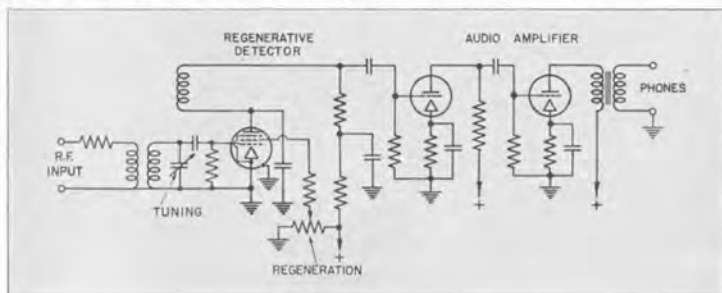 REGENERATIVE
DETECTOR
AUDIO AMPLIFIER
PHONES
R.F.
INPUT
TUNING
+
+
+
REGENERATION